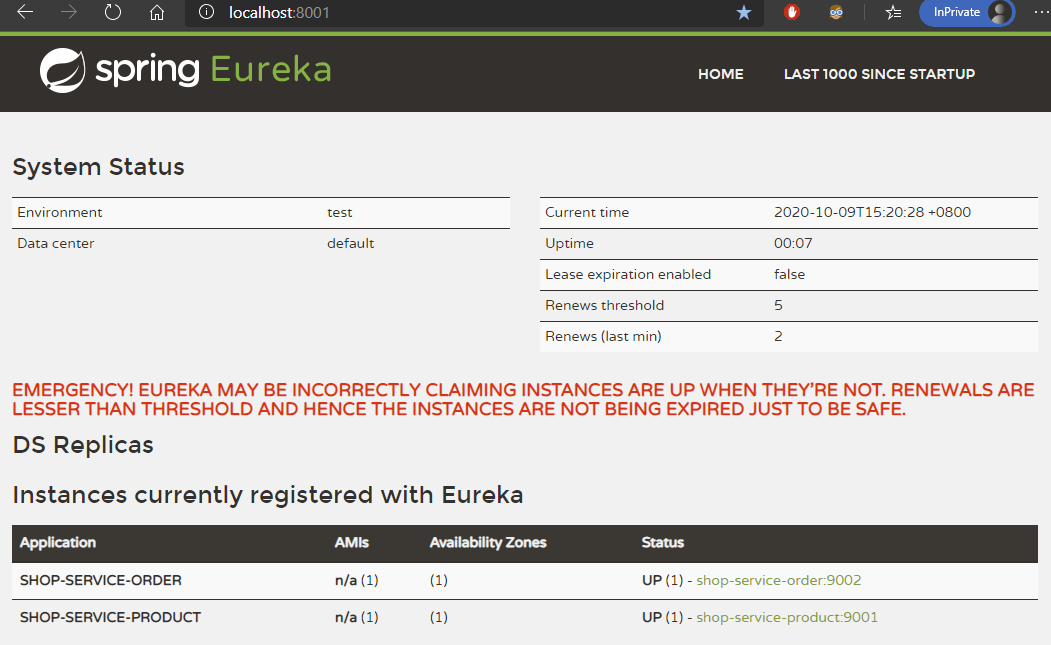 localhost:8001
InPrivate
spring Eureka
HOME LAST 1000 SINCE STARTUP
System Status
Environment test
Data center default
Current time 2020-10-09T15:20:28 +0800
Uptime 00:07
Lease expiration enabled false
Renews threshold 5
Renews (last min) 2
EMERGENCY! EUREKA MAY BE INCORRECTLY CLAIMING INSTANCES ARE UP WHEN THEY'RE NOT. RENEWALS ARE
LESSER THAN THRESHOLD AND HENCE THE INSTANCES ARE NOT BEING EXPIRED JUST TO BE SAFE.
DS Replicas
Instances currently registered with Eureka
Application AMIs Availability Zones Status
SHOP-SERVICE-ORDER n/a (1) (1) UP (1) - shop-service-order:9002
SHOP-SERVICE-PRODUCT n/a (1) (1) UP (1) - shop-service-product:9001